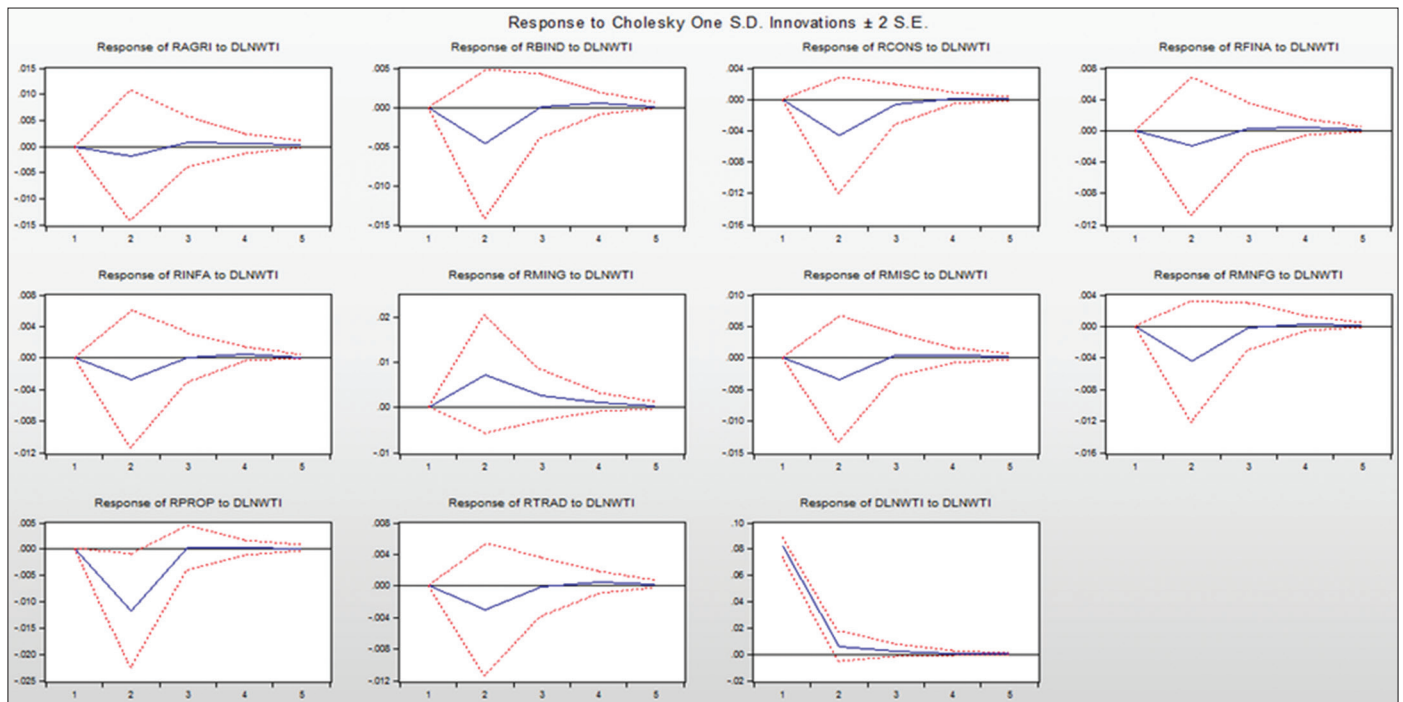 Response to Cholesky One S.D. Innovations ± 2 S.E.
Response of RAGRI to DLNWTI
.015
.010
.005
.000
-.005
-.010
-.015
1 2 3 4 5
Response of RBIND to DLNWTI
.005
.000
-.005
-.010
-.015
1 2 3 4 5
Response of RCONS to DLNWTI
.004
.000
-.004
-.008
-.012
-.016
1 2 3 4 5
Response of RFINA to DLNWTI
.008
.004
.000
-.004
-.008
-.012
1 2 3 4 5
Response of RINFA to DLNWTI
.008
.004
.000
-.004
-.008
-.012
1 2 3 4 5
Response of RMING to DLNWTI
.02
.01
.00
-.01
1 2 3 4 5
Response of RMISC to DLNWTI
.010
.005
.000
-.005
-.010
-.015
1 2 3 4 5
Response of RMNFG to DLNWTI
.004
.000
-.004
-.008
-.012
-.016
1 2 3 4 5
Response of RPROP to DLNWTI
.005
.000
-.005
-.010
-.015
-.020
-.025
1 2 3 4 5
Response of RTRAD to DLNWTI
.008
.004
.000
-.004
-.008
-.012
1 2 3 4 5
Response of DLNWTI to DLNWTI
.10
.08
.06
.04
.02
.00
-.02
1 2 3 4 5